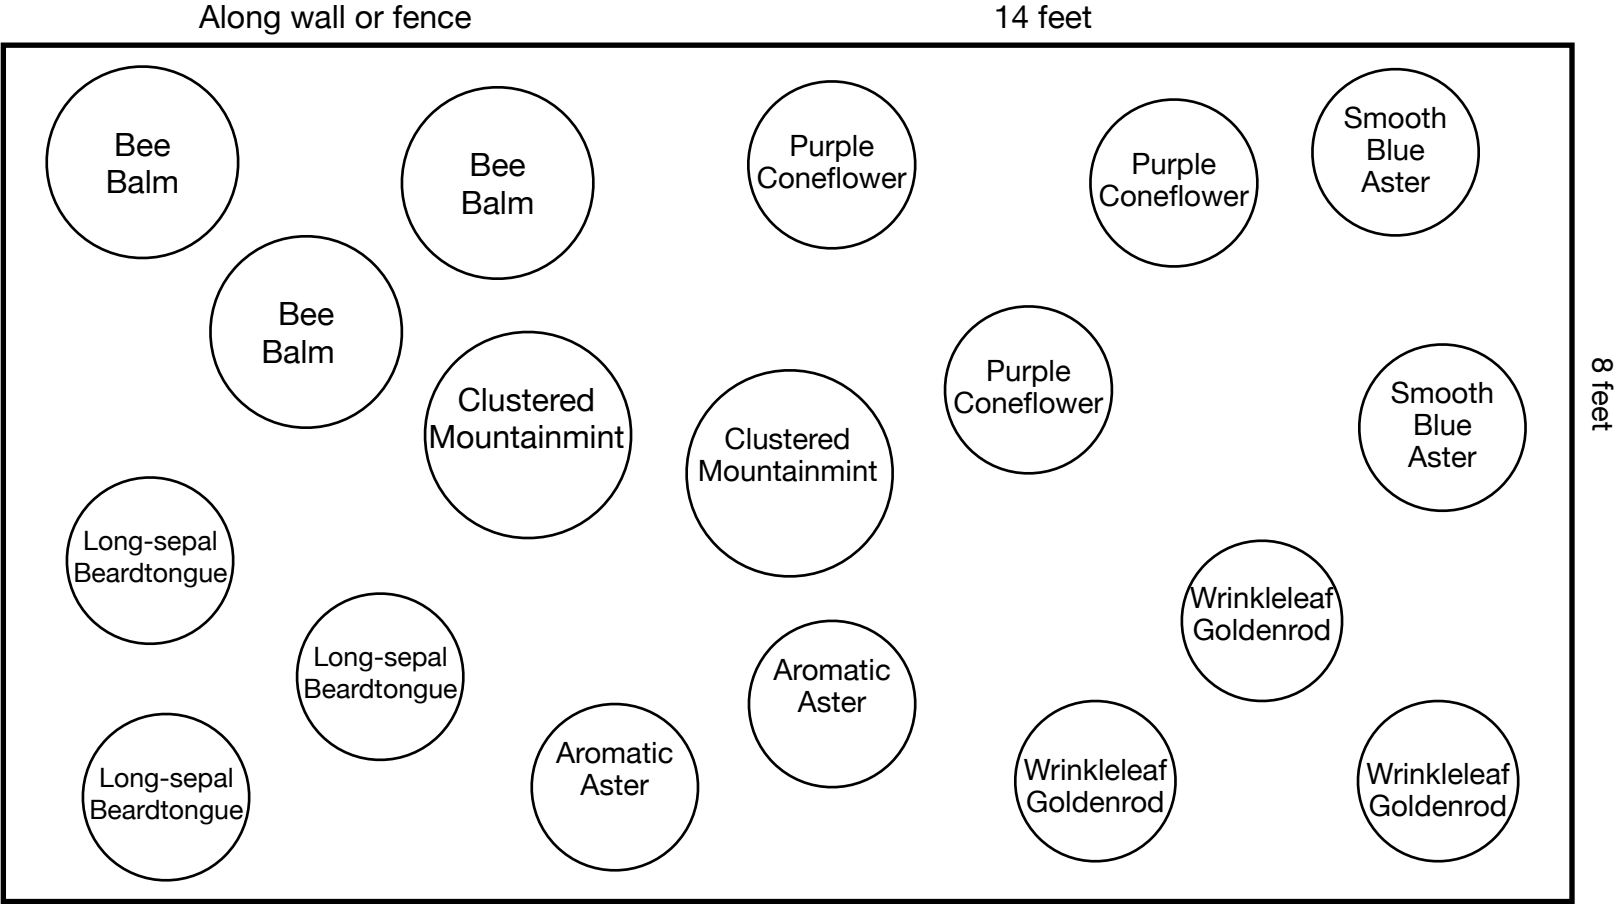 Along wall or fence
14 feet
Bee
Balm
Bee
Balm
Purple
Coneflower
Purple
Coneflower
Smooth
Blue
Aster
Bee
Balm
Clustered
Mountainmint
Clustered
Mountainmint
Purple
Coneflower
Smooth
Blue
Aster
8 feet
Long-sepal
Beardtongue
Long-sepal
Beardtongue
Aromatic
Aster
Wrinkleleaf
Goldenrod
Long-sepal
Beardtongue
Aromatic
Aster
Wrinkleleaf
Goldenrod
Wrinkleleaf
Goldenrod